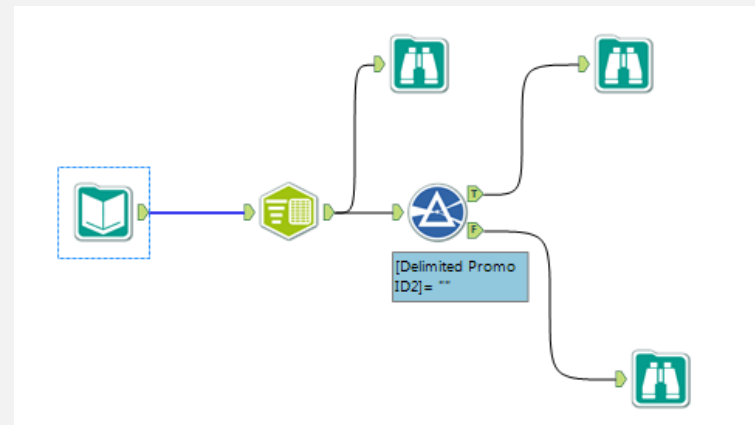 T
F
[Delimited Promo
ID2]= ""